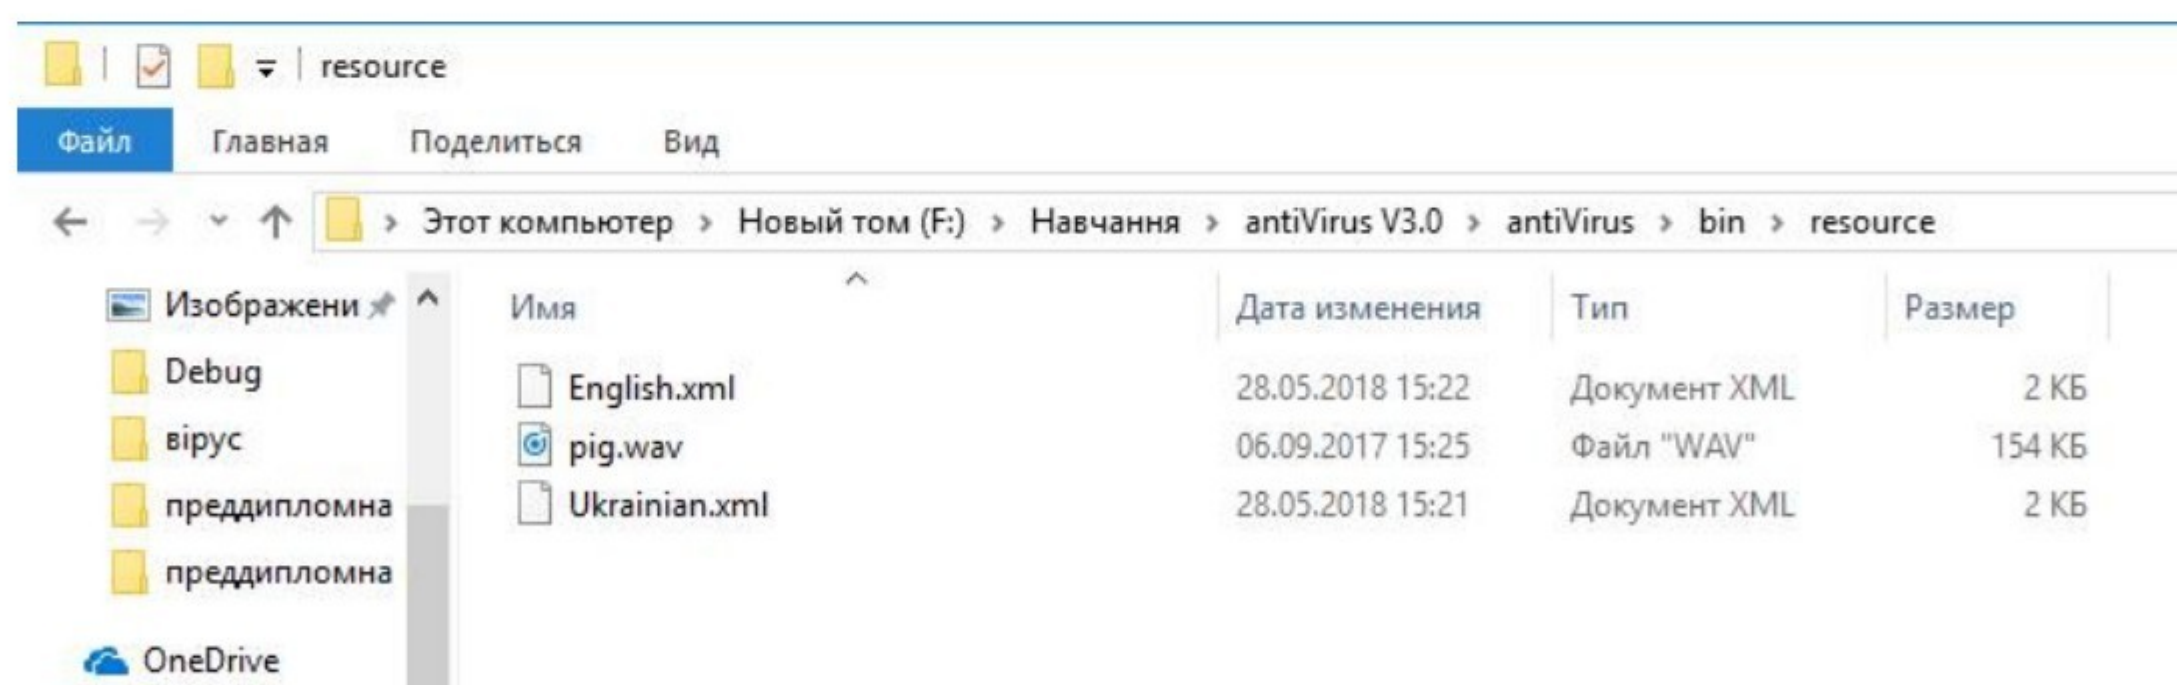 resource
Файл Главная Поделиться Вид
Этот компьютер > Новый том (F:) > Навчання > antiVirus V3.0 > antiVirus > bin > resource
Изображени
Debug
вірус
преддипломна
преддипломна
OneDrive
Имя Дата изменения Тип Размер
English.xml 28.05.2018 15:22 Документ XML 2 КБ
pig.wav 06.09.2017 15:25 Файл "WAV" 154 КБ
Ukrainian.xml 28.05.2018 15:21 Документ XML 2 КБ